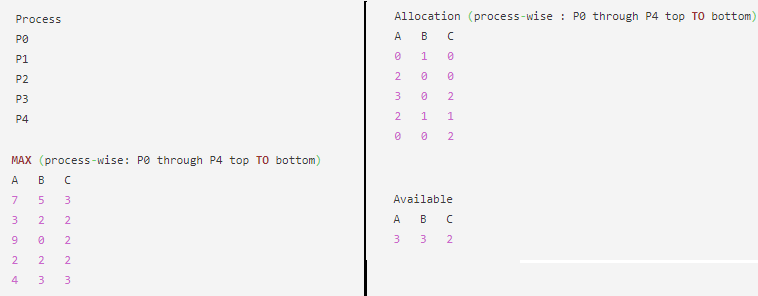 Process
P0
P1
P2
P3
P4
MAX (process-wise: P0 through P4 top TO bottom)
A B C
7 5 3
3 2 2
9 0 2
2 2 2
4 3 3
Allocation (process-wise : P0 through P4 top TO bottom)
A B C
0 1 0
2 0 0
3 0 2
2 1 1
0 0 2
Available
A B C
3 3 2